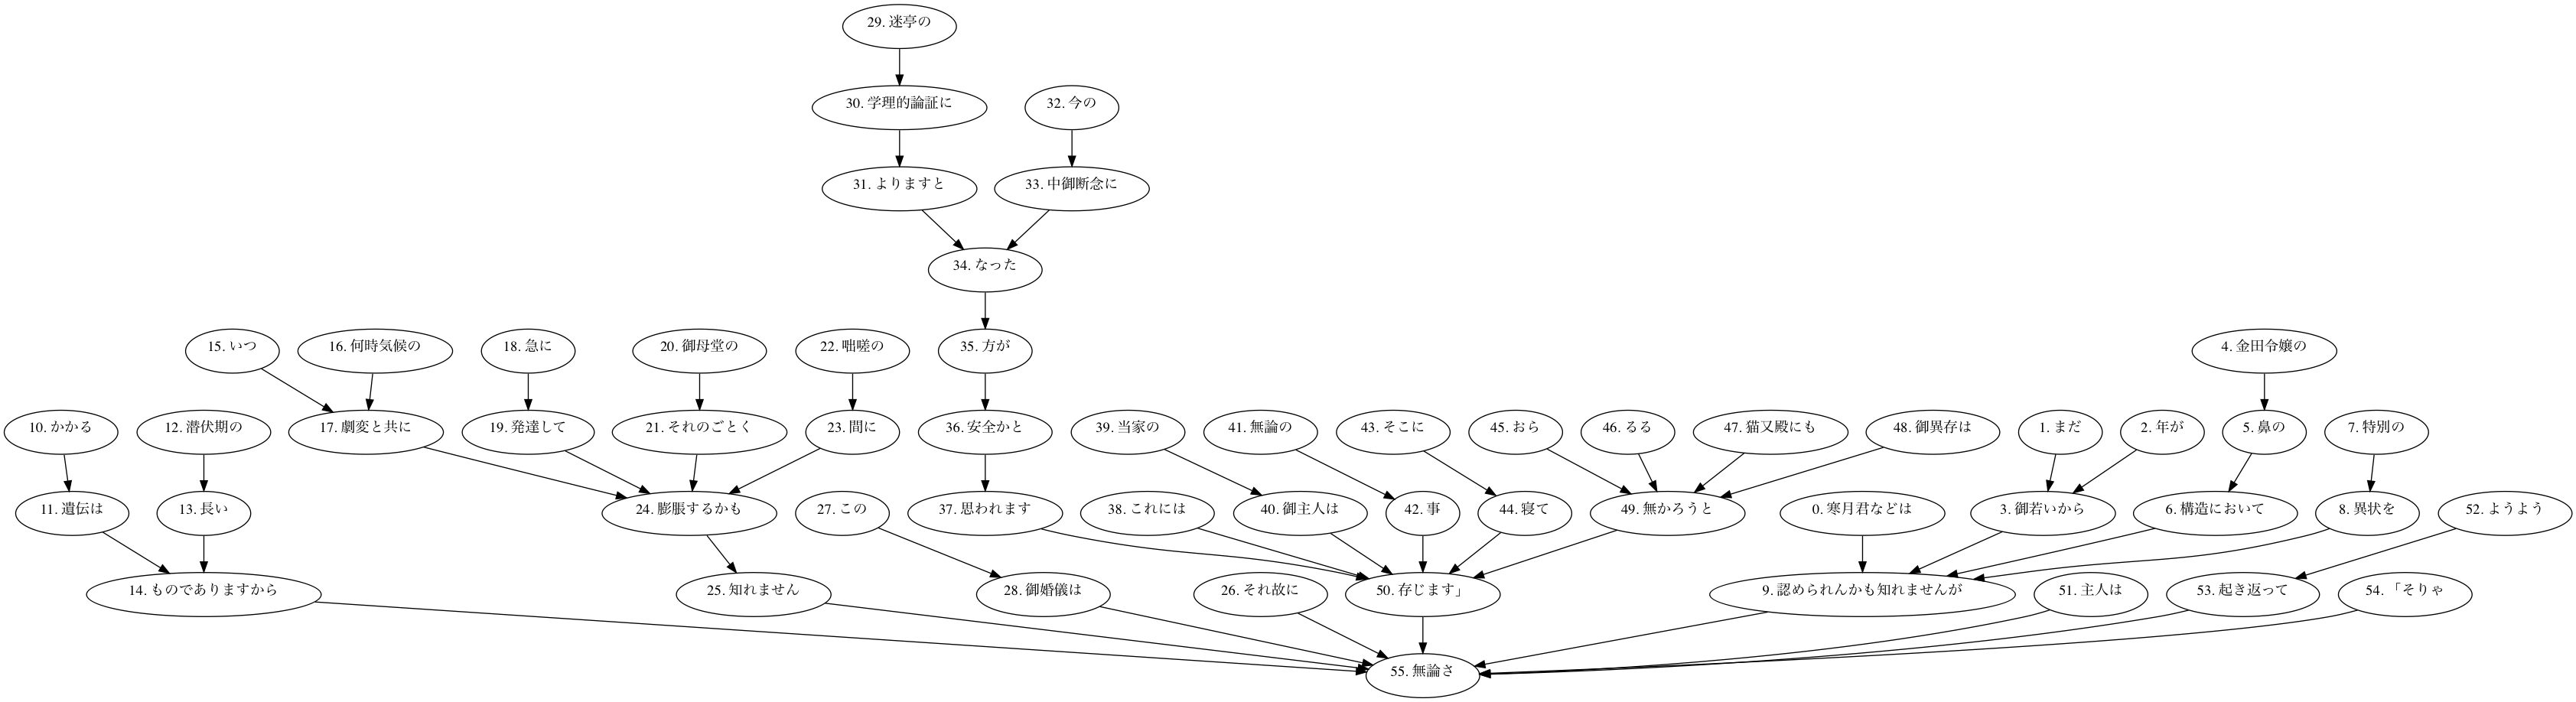 29. 迷亭の
30. 学理的論証に
32. 今の
31. よりますと
33. 中御断念に
34. なった
15. いつ
16. 何時気候の
18. 急に
20. 御母堂の
22. 咄嗟の
35. 方が
4. 金田令嬢の
10. かかる
12. 潜伏期の
17. 劇変と共に
19. 発達して
21. それのごとく
23. 間に
36. 安全かと
39. 当家の
41. 無論の
43. そこに
45. おら
46. るる
47. 猫又殿にも
48. 御異存は
1. まだ
2. 年が
5. 鼻の
7. 特別の
11. 遺伝は
13. 長い
24. 膨脹するかも
27. この
37. 思われます
38. これには
40. 御主人は
42. 事
44. 寝て
49. 無かろうと
0. 寒月君などは
3. 御若いから
6. 構造において
8. 異状を
52. ようよう
14. ものでありますから
25. 知れません
28. 御婚儀は
26. それ故に
50. 存じます」
9. 認められんかも知れませんが
51. 主人は
53. 起き返って
54. 「そりゃ
55. 無論さ